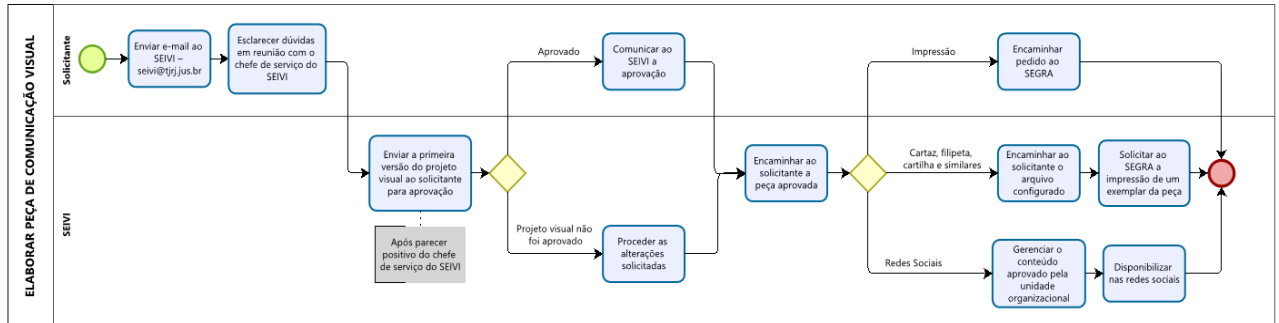 ELABORAR PEÇA DE COMUNICAÇÃO VISUAL
Solicitante
Enviar e-mail ao
SEIVI –
seivi@tjrj.jus.br
Esclarecer dúvidas
em reunião com o
chefe de serviço do
SEIVI
Aprovado
Comunicar ao
SEIVI a
aprovação
Impressão
Encaminhar
pedido ao
SEGRA
SEIVI
Enviar a primeira
versão do projeto
visual ao solicitante
para aprovação
Após parecer
positivo do chefe
de serviço do SEIVI
Projeto visual não
foi aprovado
Proceder as
alterações
solicitadas
Encaminhar ao
solicitante a
peça aprovada
Cartaz, filipeta,
cartilha e similares
Encaminhar ao
solicitante o
arquivo
configurado
Solicitar ao
SEGRA a
impressão de um
exemplar da peça
Redes Sociais
Gerenciar o
conteúdo
aprovado pela
unidade
organizacional
Disponibilizar
nas redes sociais